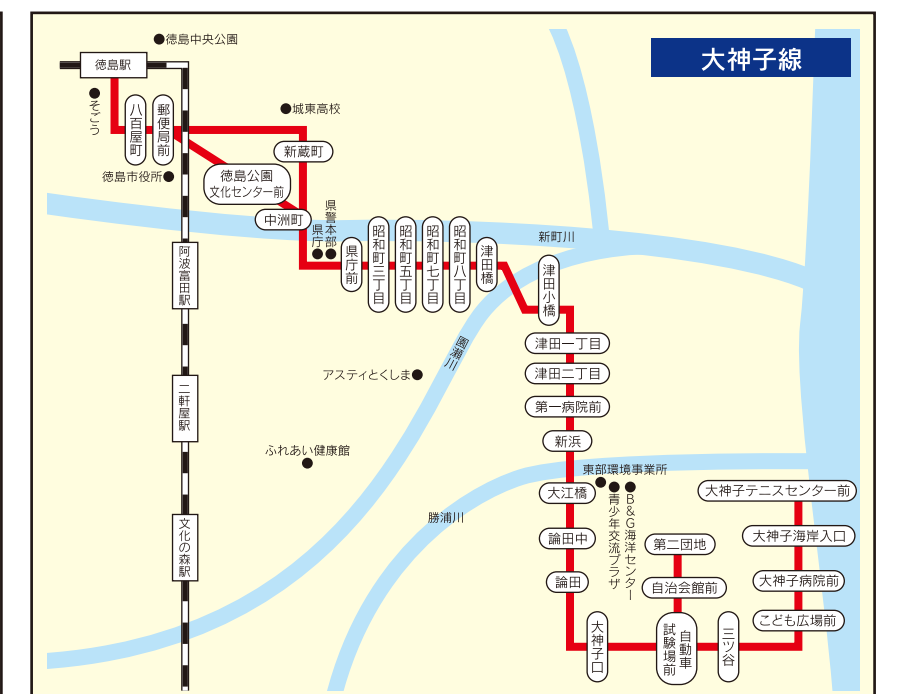 大神子線
徳島中央公園
徳島駅
そごう
八百屋町
郵便局前
城東高校
新蔵町
徳島市役所
徳島公園
文化センター前
中洲町
県庁
県警本部
県庁前
昭和町三丁目
昭和町五丁目
昭和町七丁目
昭和町八丁目
津田橋
新町川
津田小橋
阿波富田駅
津田一丁目
園瀬川
津田二丁目
アスティとくしま
二軒屋駅
第一病院前
新浜
ふれあい健康館
東部環境事業所
青少年交流プラザ
B&G海洋センター
大江橋
大神子テニスセンター前
勝浦川
文化の森駅
論田中
第二団地
大神子海岸入口
論田
自治会館前
大神子病院前
大神子口
自動車
試験場前
三ツ谷
こども広場前